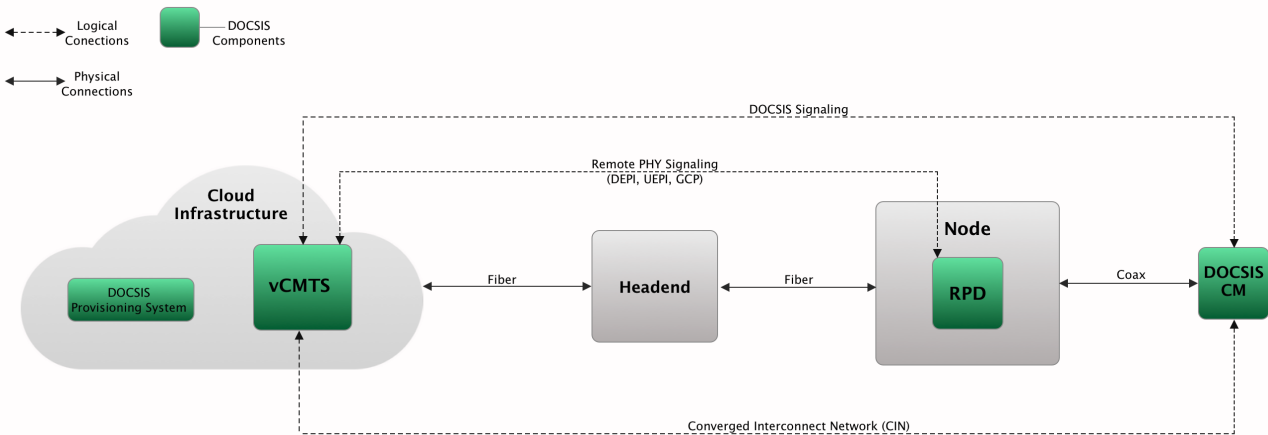 Logical
Conections
DOCSIS
Components
Physical
Connections
DOCSIS Signaling
Remote PHY Signaling
(DEPI, UEPI, GCP)
Cloud
Infrastructure
Node
vCMTS
DOCSIS
Provisioning System
Fiber
Headend
Fiber
RPD
Coax
DOCSIS
CM
Converged Interconnect Network (CIN)